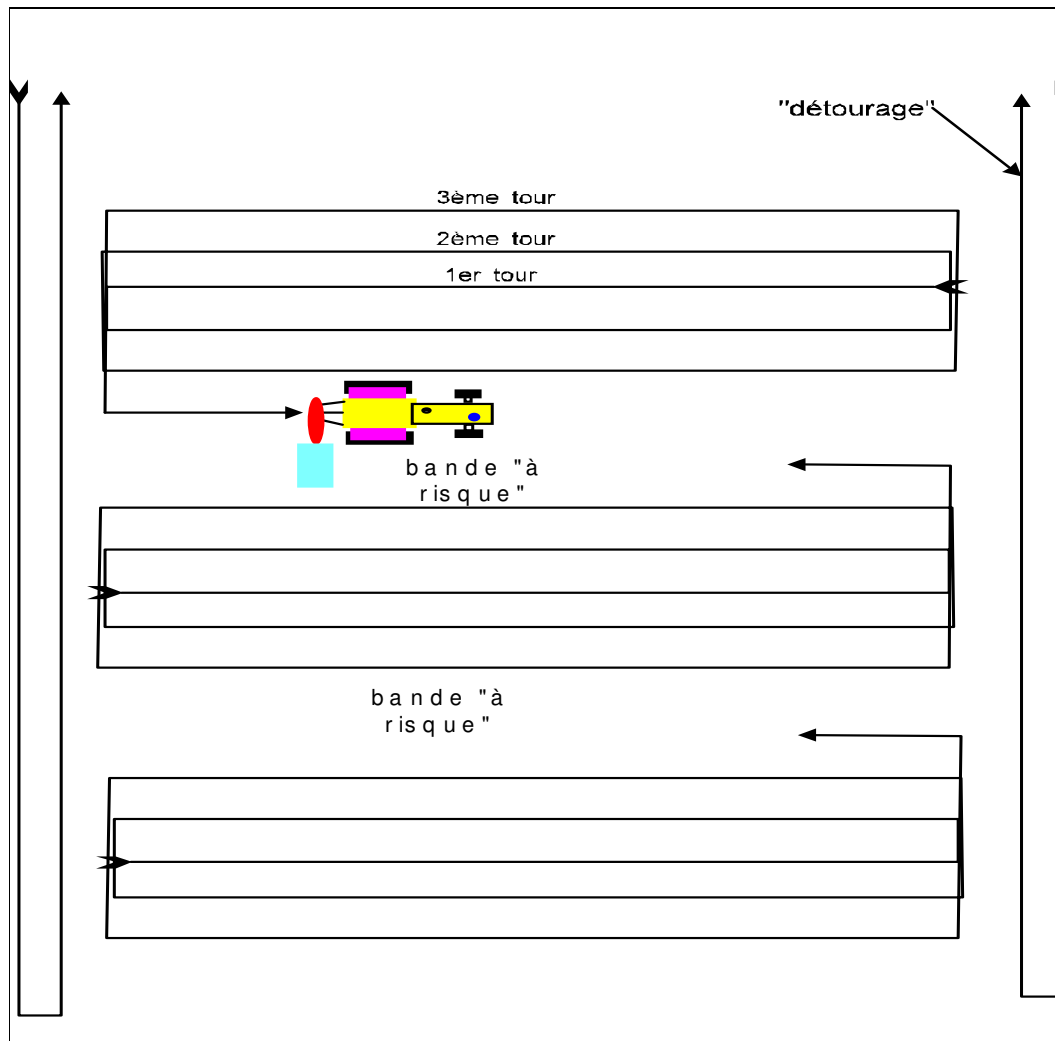 "détourage"
3ème tour
2ème tour
1er tour
bande "à
risque"
bande "à
risque"